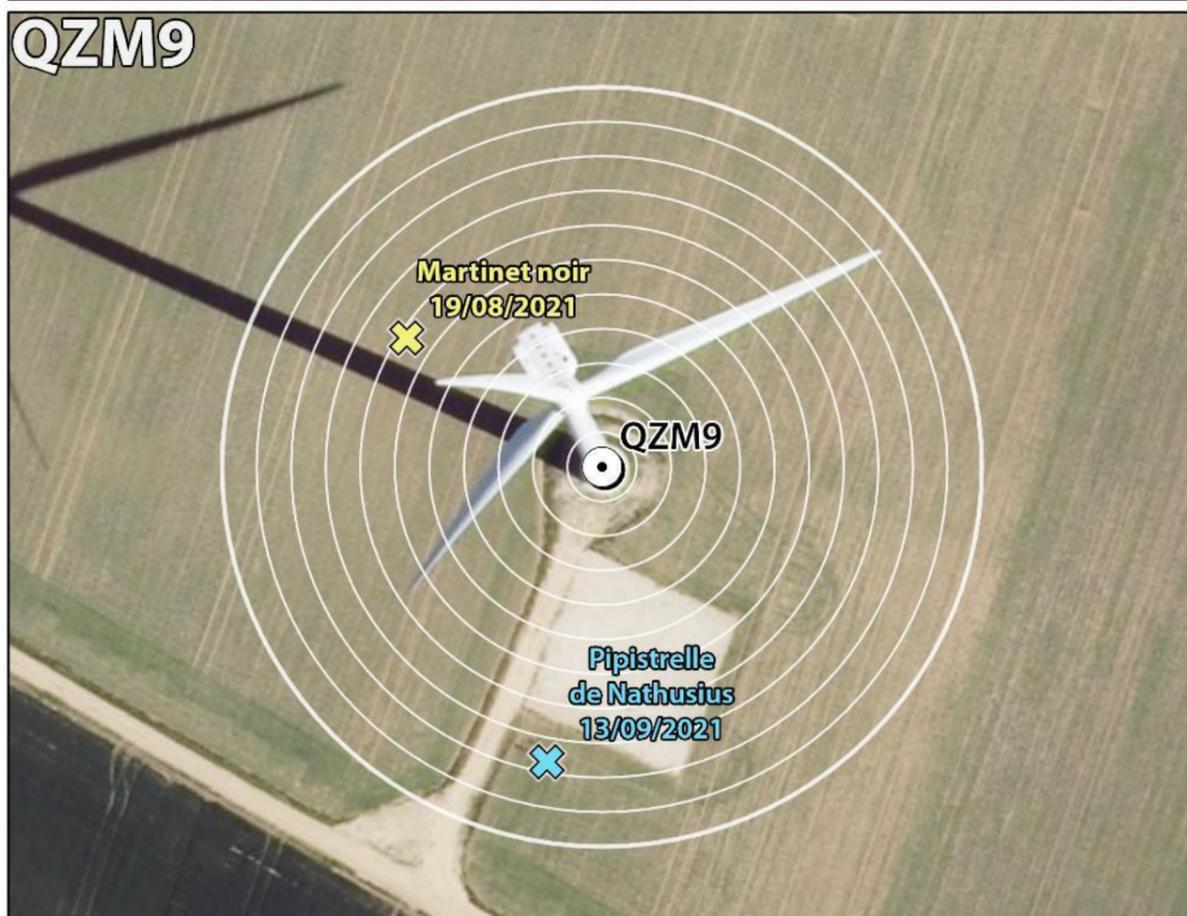 QZM9
Martinet noir
19/08/2021
QZM9
Pipistrelle
de Nathusius
13/09/2021